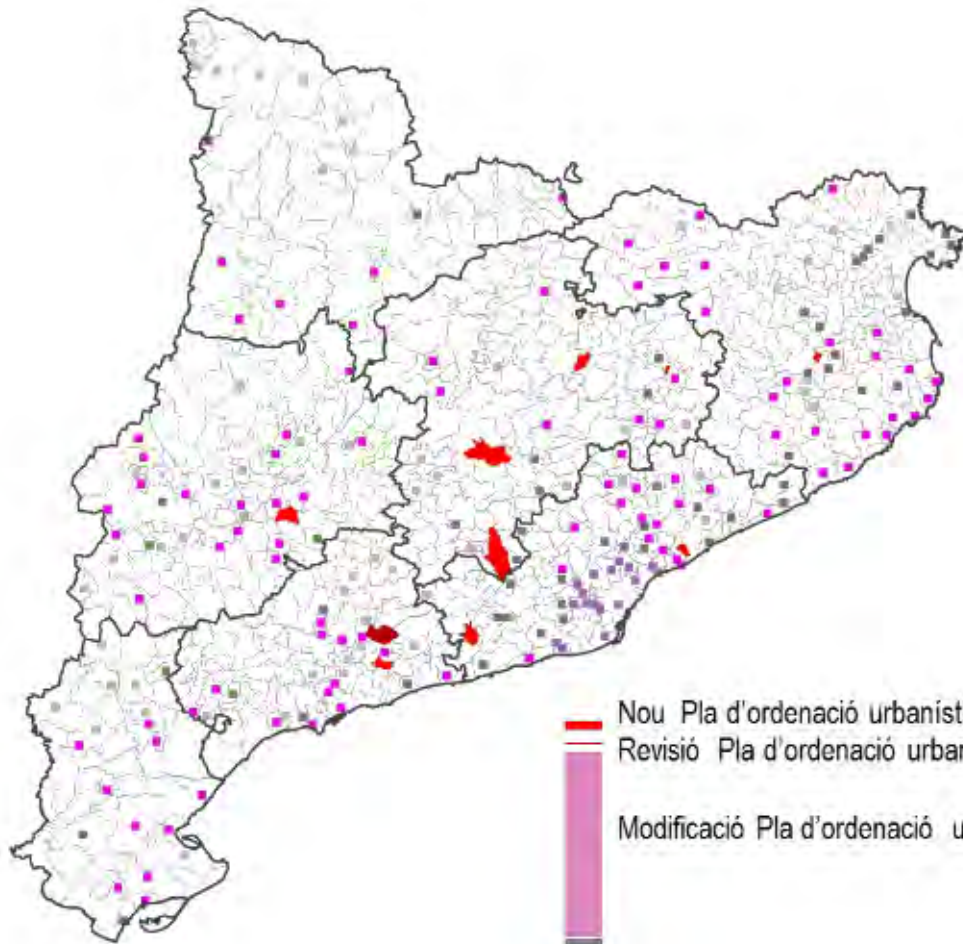 Nou Pla d'ordenació urbaníst
Revisió Pla d'ordenació urban
Modificació Pla d'ordenació u